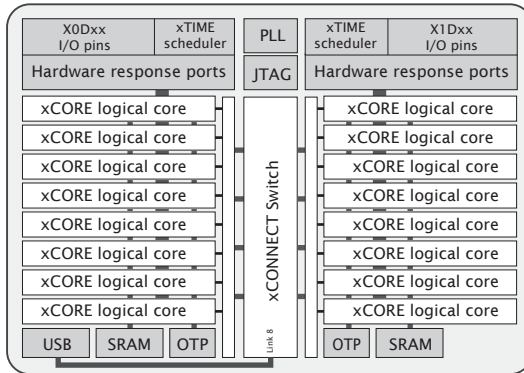 X0Dxx
I/O pins
xTIME
scheduler
PLL
xTIME
scheduler
X1Dxx
I/O pins
Hardware response ports
JTAG
Hardware response ports
xCORE logical core
xCORE logical core
xCORE logical core
xCORE logical core
xCORE logical core
xCORE logical core
xCORE logical core
xCORE logical core
xCONNECT Switch
Link 8
xCORE logical core
xCORE logical core
xCORE logical core
xCORE logical core
xCORE logical core
xCORE logical core
xCORE logical core
xCORE logical core
USB
SRAM
OTP
OTP
SRAM